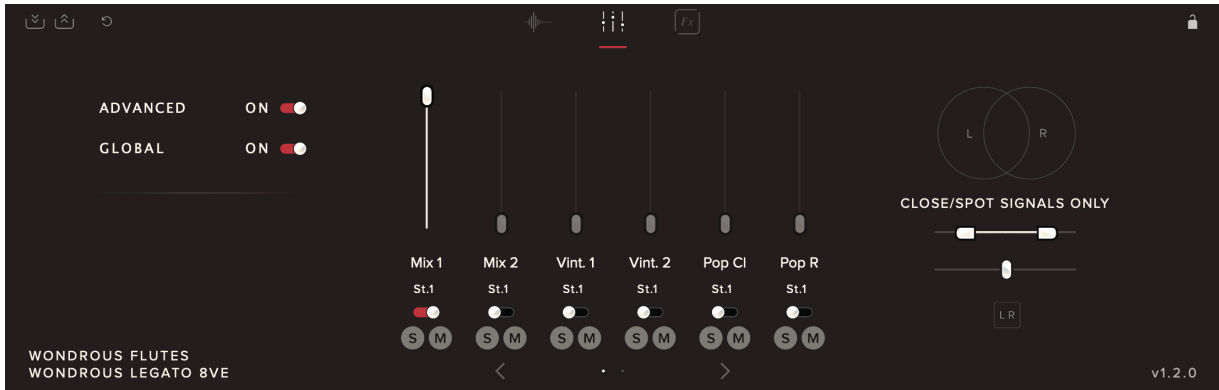 Fx
ADVANCED ON
GLOBAL ON
L R
CLOSE/SPOT SIGNALS ONLY
Mix 1 Mix 2 Vint. 1 Vint. 2 Pop Cl Pop R
St.1 St.1 St.1 St.1 St.1 St.1
S M S M S M S M S M S M
L R
WONDROUS FLUTES
WONDROUS LEGATO 8VE
v1.2.0